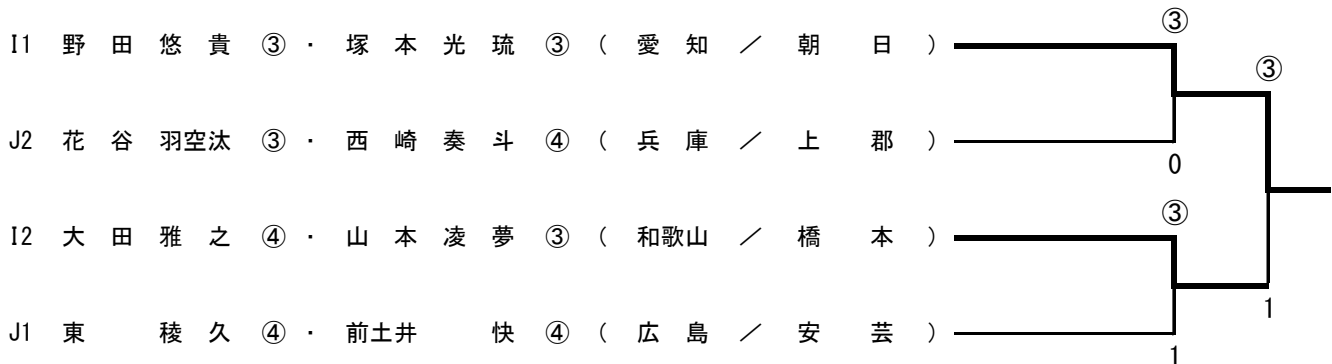 ③
I1 野田悠貴 ③ ・ 塚本光琉 ③ ( 愛知 / 朝日 )
③
J2 花谷羽空汰 ③ ・ 西崎奏斗 ④ ( 兵庫 / 上郡 )
0
③
I2 大田雅之 ④ ・ 山本凌夢 ③ ( 和歌山 / 橋本 )
1
J1 東稜久 ④ ・ 前土井快 ④ ( 広島 / 安芸 )
1